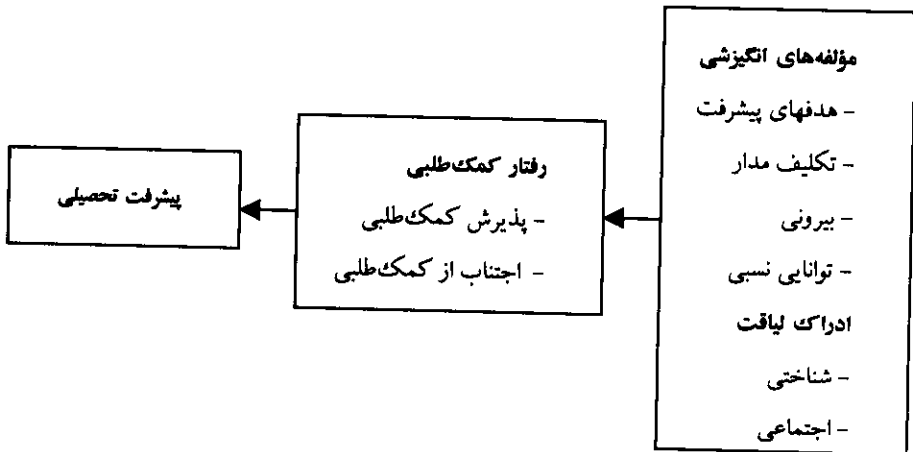 مؤلفه‌های انگیزشی
- هدفهای پیشرفت
- تکلیف مدار
- بیرونی
- توانایی نسبی
ادراک لیاقت
- شناختی
- اجتماعی
رفتار کمک‌طلبی
- پذیرش کمک‌طلبی
- اجتناب از کمک‌طلبی
پیشرفت تحصیلی